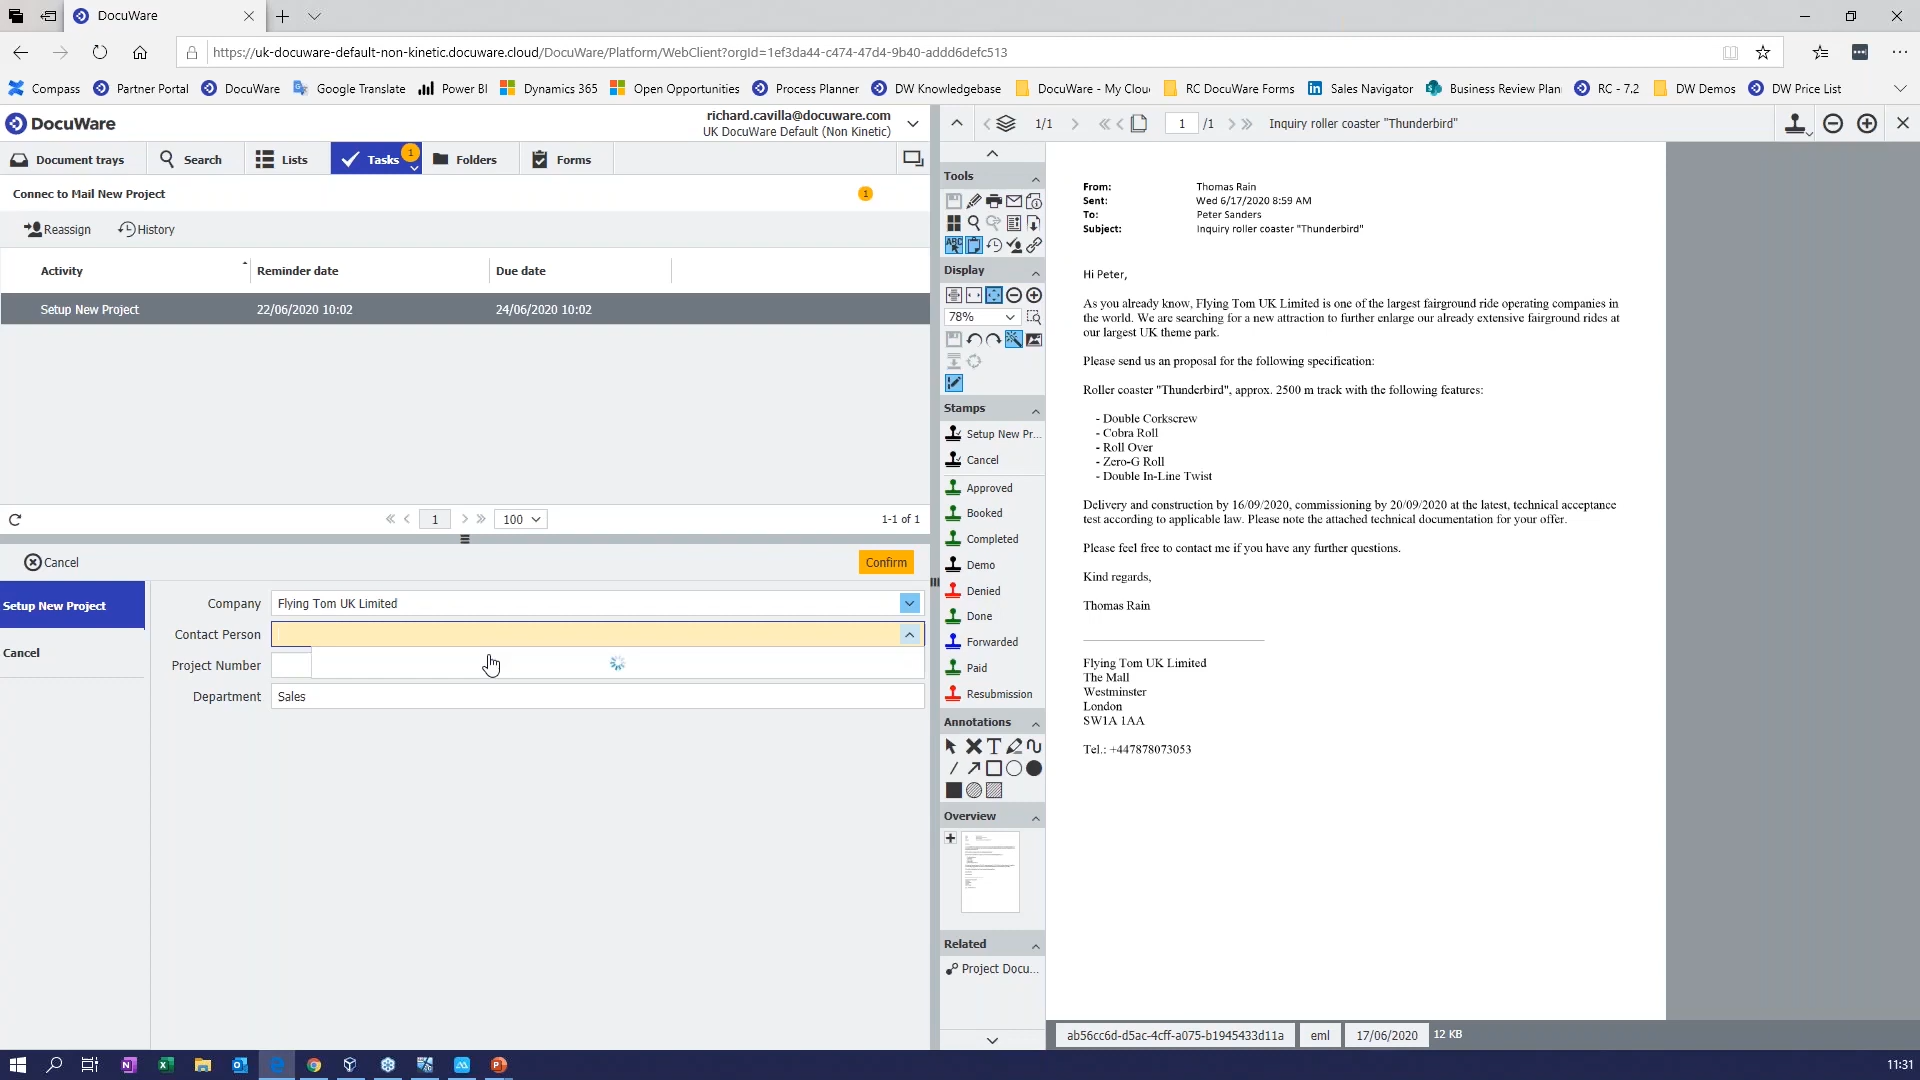 DocuWare
https://uk-docuware-default-non-kinetic.docuware.cloud/DocuWare/Platform/WebClient?orgId=1ef3da44-c474-47d4-9b40-addd6defc513
Compass
Partner Portal
DocuWare
Google Translate
Power BI
Dynamics 365
Open Opportunities
Process Planner
DW Knowledgebase
DocuWare - My Clou
RC DocuWare Forms
Sales Navigator
Business Review Plan
RC - 7.2
DW Demos
DW Price List
DocuWare
richard.cavilla@docuware.com
UK DocuWare Default (Non Kinetic)
Document trays
Search
Lists
Tasks
1
Folders
Forms
Connec to Mail New Project
1
Reassign
History
Activity
Reminder date
Due date
Setup New Project
22/06/2020 10:02
24/06/2020 10:02
1
100
1-1 of 1
Cancel
Confirm
Setup New Project
Cancel
Company
Flying Tom UK Limited
Contact Person
Project Number
Department
Sales
1/1
1
/1
Inquiry roller coaster "Thunderbird"
Tools
ABC
Display
78%
Stamps
Setup New Pr...
Cancel
Approved
Booked
Completed
Demo
Denied
Done
Forwarded
Paid
Resubmission
Annotations
Overview
Related
Project Docu...
From: Thomas Rain
Sent: Wed 6/17/2020 8:59 AM
To: Peter Sanders
Subject: Inquiry roller coaster "Thunderbird"
Hi Peter,
As you already know, Flying Tom UK Limited is one of the largest fairground ride operating companies in
the world. We are searching for a new attraction to further enlarge our already extensive fairground rides at
our largest UK theme park.
Please send us an proposal for the following specification:
Roller coaster "Thunderbird", approx. 2500 m track with the following features:
- Double Corkscrew
- Cobra Roll
- Roll Over
- Zero-G Roll
- Double In-Line Twist
Delivery and construction by 16/09/2020, commissioning by 20/09/2020 at the latest, technical acceptance
test according to applicable law. Please note the attached technical documentation for your offer.
Please feel free to contact me if you have any further questions.
Kind regards,
Thomas Rain
Flying Tom UK Limited
The Mall
Westminster
London
SW1A 1AA
Tel.: +447878073053
ab56cc6d-d5ac-4cff-a075-b1945433d11a
eml
17/06/2020
12 KB
11:31